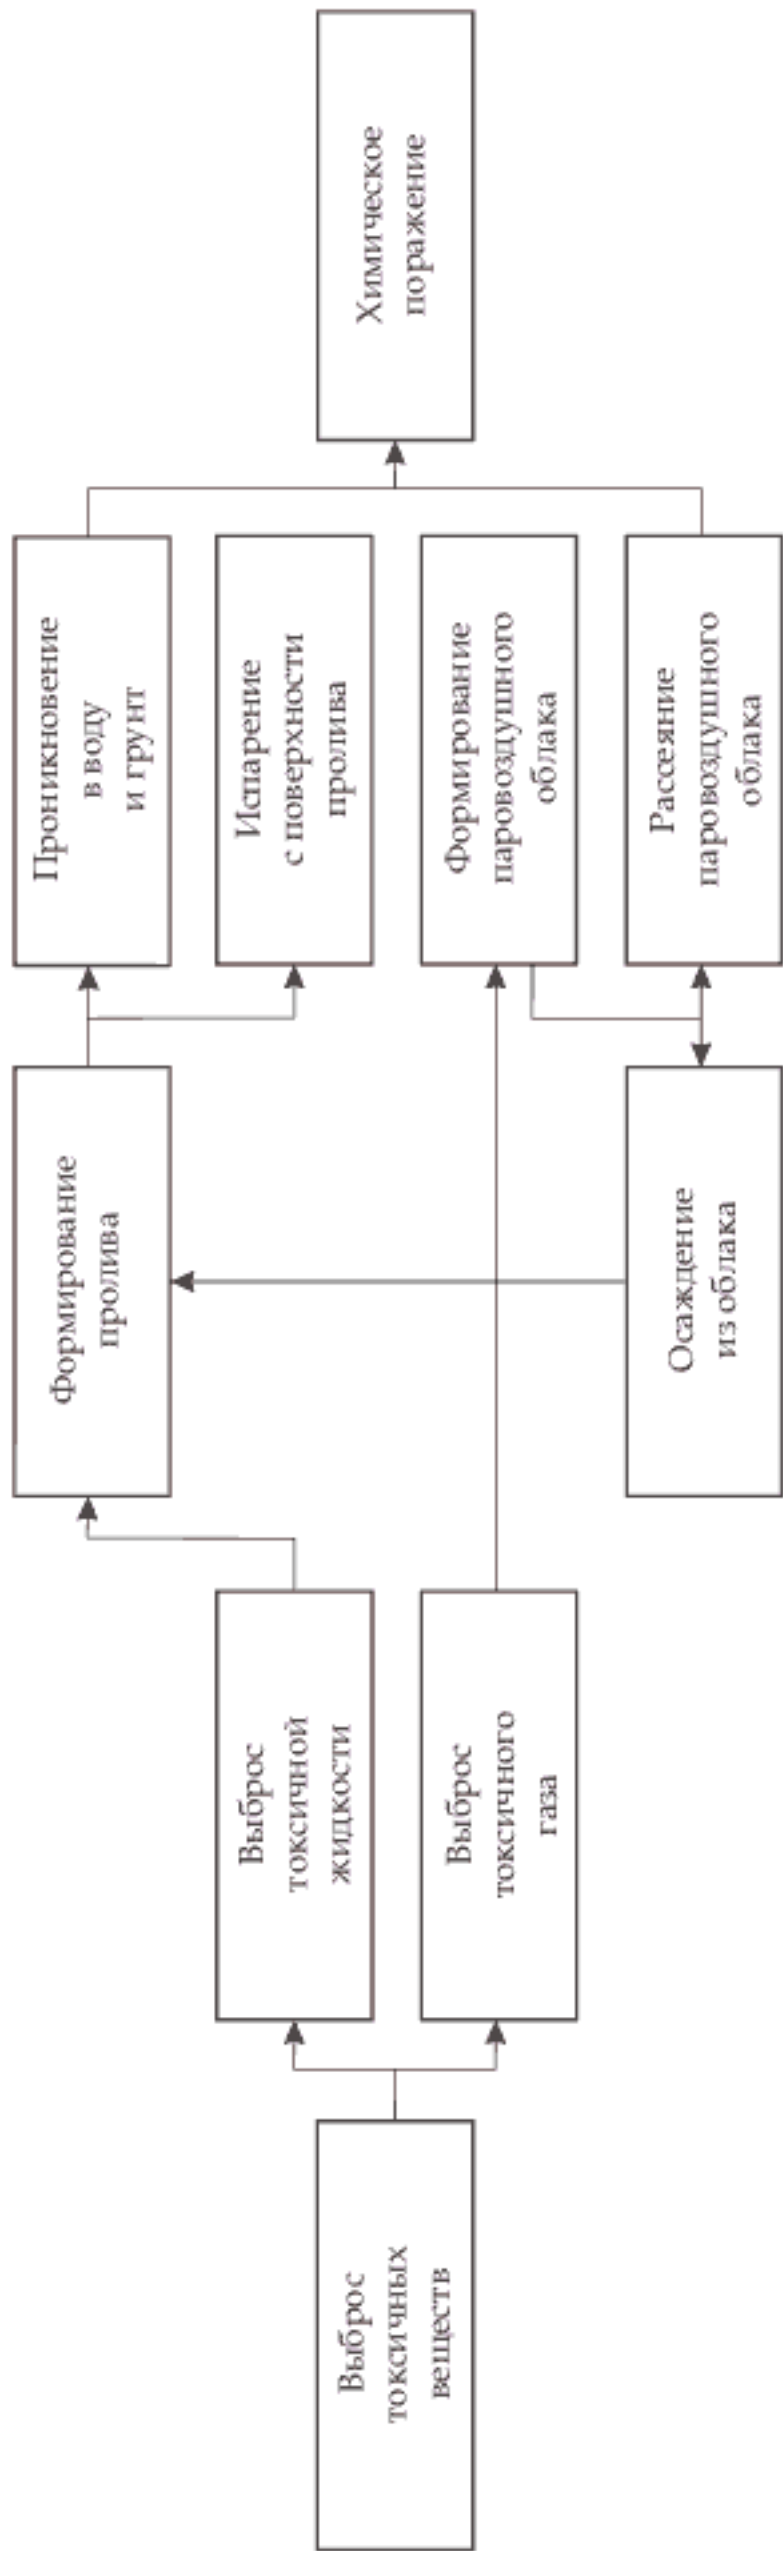 Выброс
токсичных
веществ
Выброс
токсичной
жидкости
Выброс
токсичного
газа
Формирование
пролива
Осаждение
из облака
Проникновение
в воду
и грунт
Испарение
с поверхности
пролива
Формирование
паровоздушного
облака
Рассеяние
паровоздушного
облака
Химическое
поражение